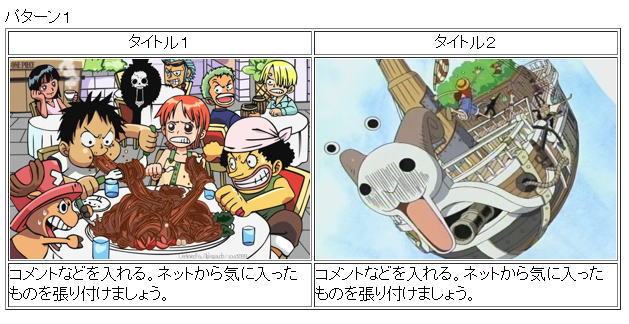 パターン１
タイトル１
タイトル２
ONE PIECE
コメントなどを入れる。ネットから気に入った
ものを張り付けましょう。
コメントなどを入れる。ネットから気に入った
ものを張り付けましょう。